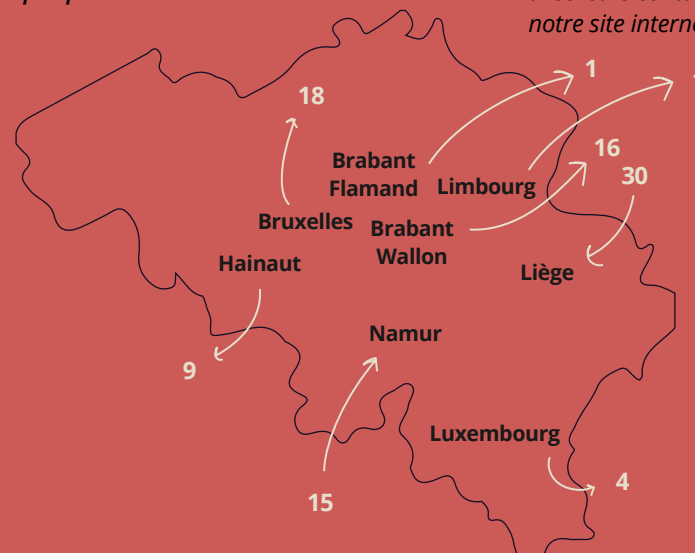 notre site interne
1
18
16
Brabant
Flamand
Limbourg
30
Bruxelles
Brabant
Wallon
Hainaut
Liège
Namur
9
Luxembourg
4
15